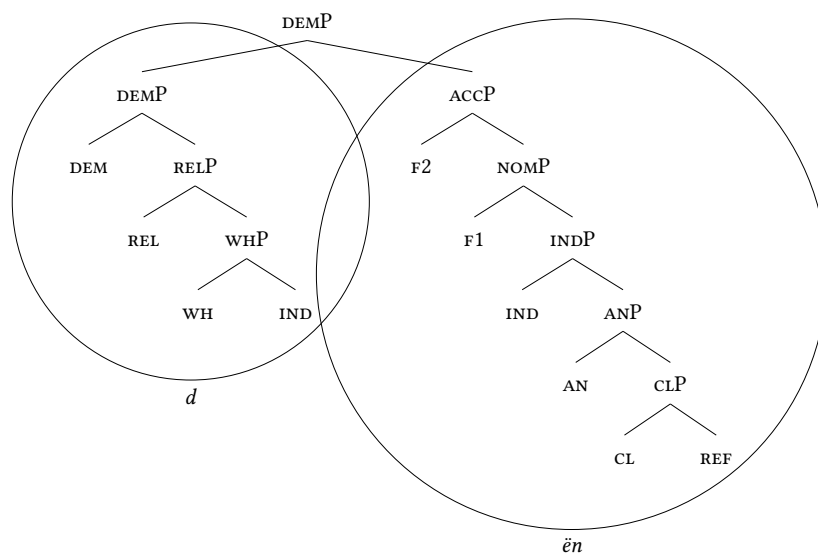 DEMP
DEMP ACCP
DEM RELP F2 NOMP
REL WHP F1 INDP
WH IND IND ANP
AN CLP
d
CL REF
ën